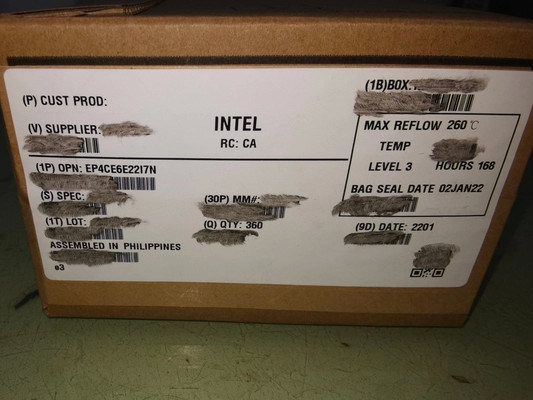 (P) CUST PROD:
(V) SUPPLIER:
INTEL
RC: CA
(1B)BOX:
MAX REFLOW 260℃
TEMP
LEVEL 3 HOURS 168
BAG SEAL DATE 02JAN22
(1P) OPN: EP4CE6E22I7N
(S) SPEC:
(30P) MM#:
(1T) LOT:
(Q) QTY: 360
(9D) DATE: 2201
ASSEMBLED IN PHILIPPINES
e3